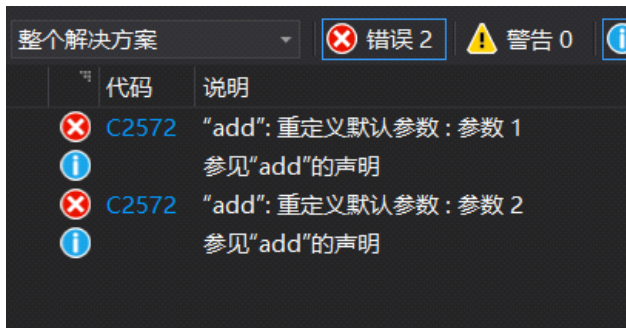 整个解决方案 错误 2 警告 0
代码 说明
C2572 “add”: 重定义默认参数 : 参数 1
参见“add”的声明
C2572 “add”: 重定义默认参数 : 参数 2
参见“add”的声明